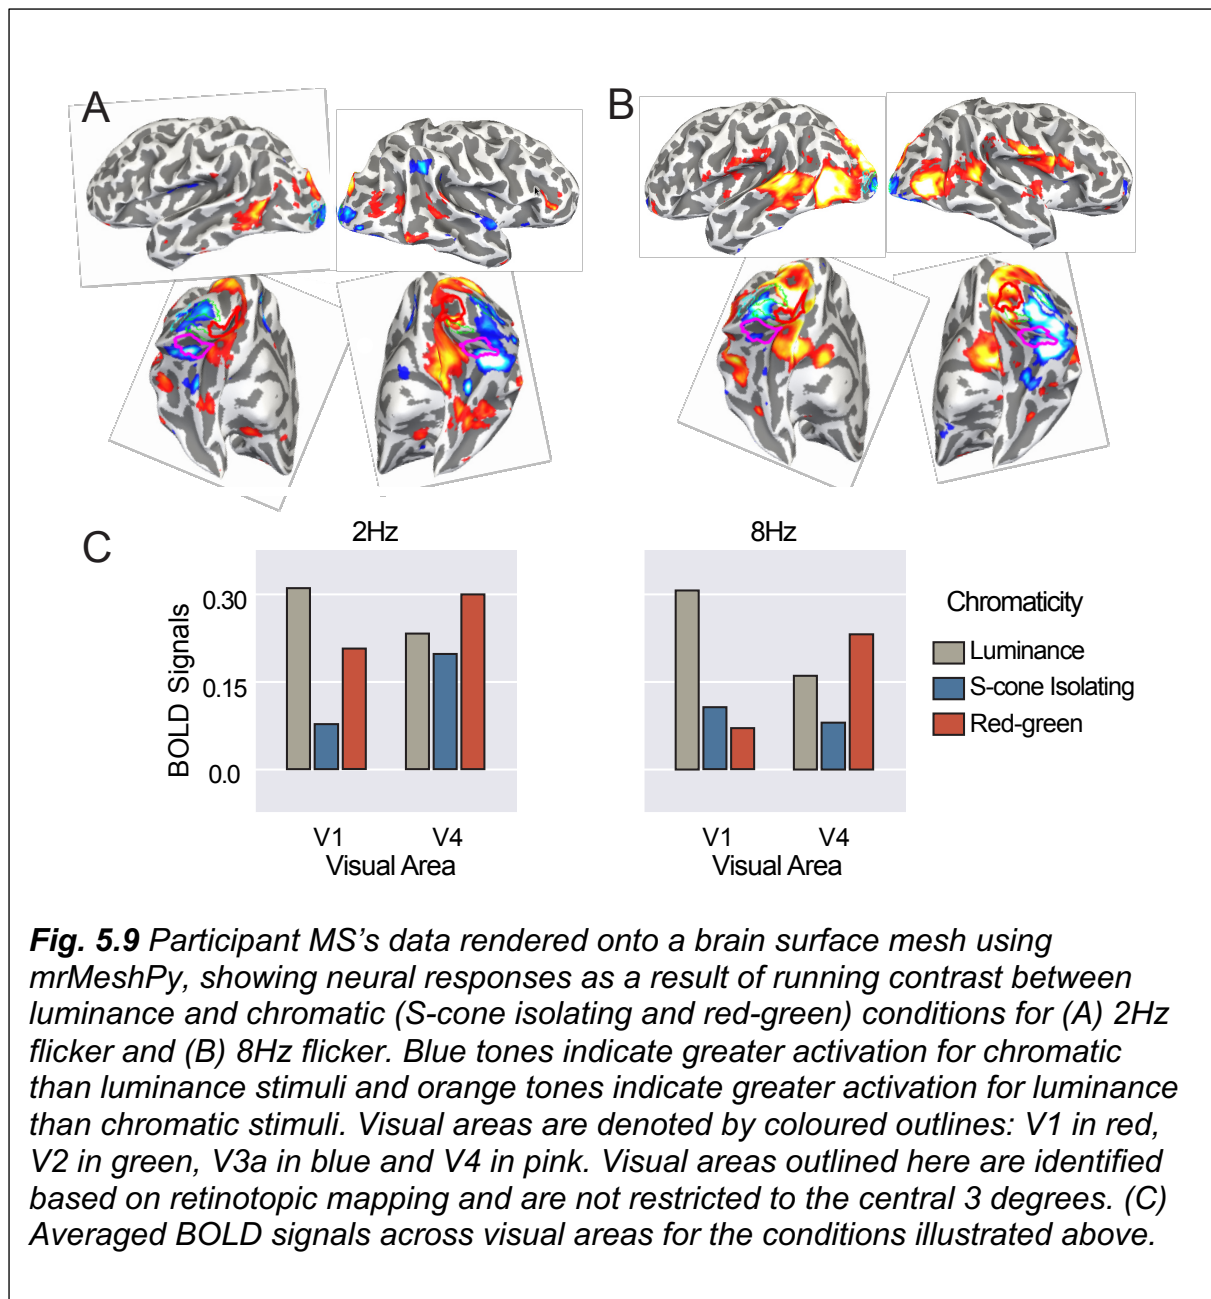 A
B
C
2Hz
8Hz
BOLD Signals
0.30
0.15
0.0
V1
V4
Visual Area
V1
V4
Visual Area
Chromaticity
Luminance
S-cone Isolating
Red-green
Fig. 5.9 Participant MS’s data rendered onto a brain surface mesh using
mrMeshPy, showing neural responses as a result of running contrast between
luminance and chromatic (S-cone isolating and red-green) conditions for (A) 2Hz
flicker and (B) 8Hz flicker. Blue tones indicate greater activation for chromatic
than luminance stimuli and orange tones indicate greater activation for luminance
than chromatic stimuli. Visual areas are denoted by coloured outlines: V1 in red,
V2 in green, V3a in blue and V4 in pink. Visual areas outlined here are identified
based on retinotopic mapping and are not restricted to the central 3 degrees. (C)
Averaged BOLD signals across visual areas for the conditions illustrated above.